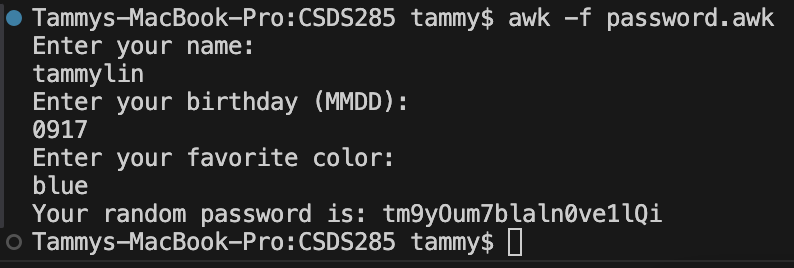 Tammys-MacBook-Pro:CSDS285 tammy$ awk -f password.awk
Enter your name:
tammylin
Enter your birthday (MMDD):
0917
Enter your favorite color:
blue
Your random password is: tm9yOum7blaln0ve1lQi
Tammys-MacBook-Pro:CSDS285 tammy$